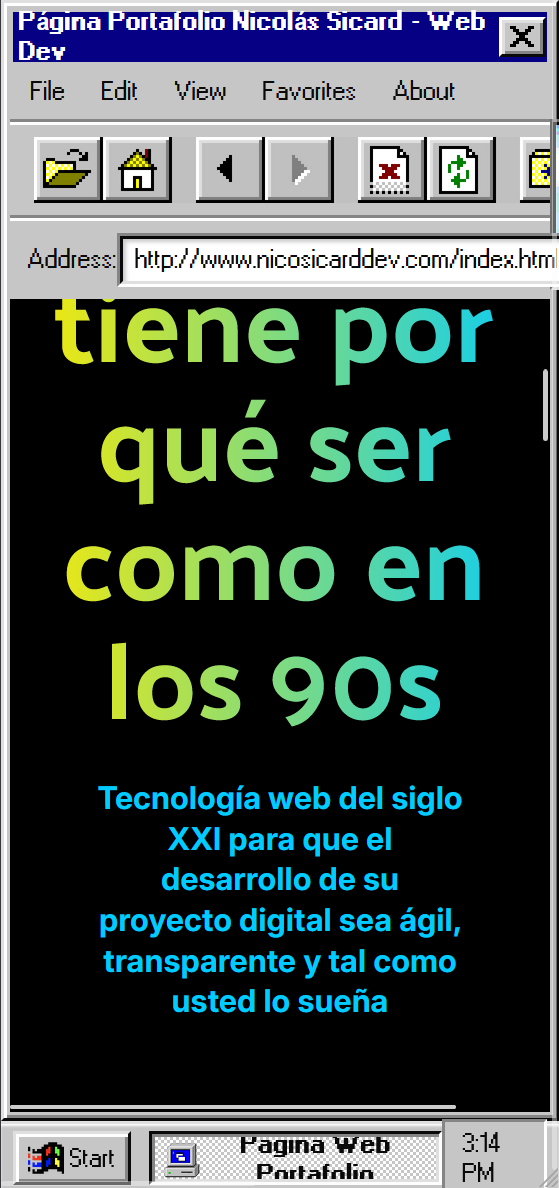 Página Portafolio Nicolás Sicard - Web
Dev
File Edit View Favorites About
Address: http://www.nicosicarddev.com/index.html
tiene por
qué ser
como en
los 90s
Tecnología web del siglo
XXI para que el
desarrollo de su
proyecto digital sea ágil,
transparente y tal como
usted lo sueña
Start
Página Web
Portafolio
3:14
PM